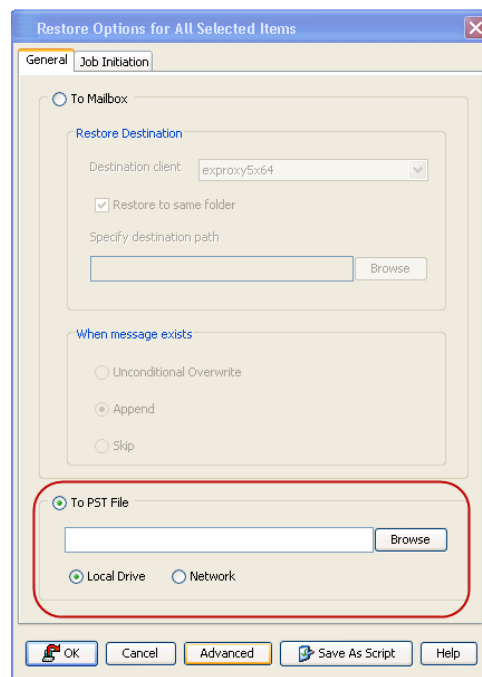 Restore Options for All Selected Items
General Job Initiation
To Mailbox
Restore Destination
Destination client exproxy5x64
Restore to same folder
Specify destination path
Browse
When message exists
Unconditional Overwrite
Append
Skip
To PST File
Browse
Local Drive Network
OK Cancel Advanced Save As Script Help